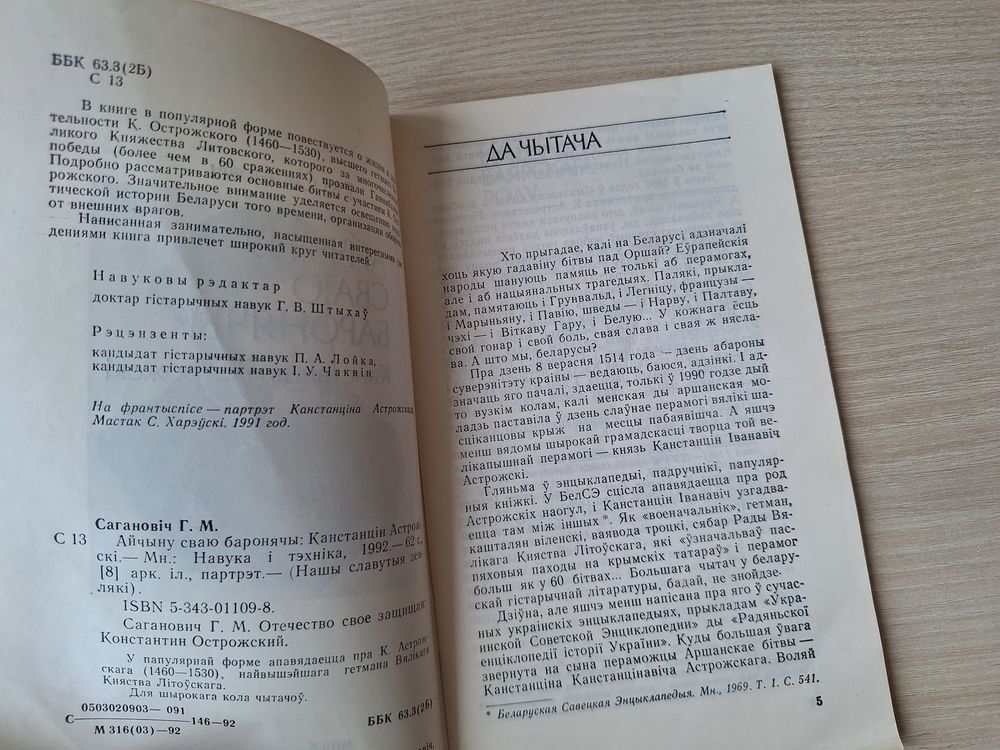 ББК 63.3(2Б)
С 13
В книге в популярной форме повествуется о жизни и
тельности К. Острожского (1460—1530), высшего гетмана
ликого Княжества Литовского, которого за многочисленные
победы (более чем в 60 сражениях) прозвали
Подробно рассматриваются основные битвы с участием К.
рожского. Значительное внимание уделяется освещению
тической истории Беларуси того времени, организации
от внешних врагов.
Написанная занимательно, насыщенная интересными
дениями книга привлечет широкий круг читателей.
Навуковы рэдактар
доктар гістарычных навук Г. В. Штыхаў
Рэцэнзенты:
кандыдат гістарычных навук П. А. Лойка,
кандыдат гістарычных навук І. У. Чаквін
На франтыспісе — партрэт Канстанціна Астрожскага.
Мастак С. Харэўскі. 1991 год.
Сагановіч Г. М.
С 13 Айчыну сваю баронячы: Канстанцін Астрож-
скі.— Мн.: Навука і тэхніка, 1992.— 62 с.,
[8] арк. іл., партрэт.— (Нашы славутыя зем-
лякі).
ISBN 5-343-01109-8.
Саганович Г. М. Отечество свое защищая:
Константин Острожский.
У папулярнай форме апавядаецца пра К. Астрож-
скага (1460—1530), найвышэйшага гетмана Вялікага
Княства Літоўскага.
Для шырокага кола чытачоў.
0503020903— 091
С 146—92
М 316(03) —92
ББК 63.3(2Б)
ДА ЧЫТАЧА
Хто прыгадае, калі на Беларусі адзначалі
хоць якую гадавіну бітвы пад Оршай? Еўрапейскія
народы шануюць памяць не толькі аб перамогах,
але і аб нацыянальных трагедыях. Палякі, прыкла-
дам, памятаюць і Грунвальд, і Легніцу, французы —
і Марыньяну, і Павію, шведы — і Нарву, і Палтаву,
чэхі — і Віткаву Гару, і Белую... У кожнага ёсць
свой гонар і свой боль, свая слава і свая ж нясла-
ва. А што мы, беларусы?
Пра дзень 8 верасня 1514 года — дзень абароны
суверэнітэту краіны — ведаюць, баюся, адзінкі. І ад-
значаць яго пачалі, здаецца, толькі ў 1990 годзе дый
то вузкім колам, калі менская ды аршанская мо-
ладзь паставіла ў дзень слаўнае перамогі вялікі шас-
сціканцовы крыж на месцы пабаявішча. А яшчэ
менш вядомы шырокай грамадскасці творца той ве-
лікапышнай перамогі — князь Канстанцін Іванавіч
Астрожскі.
Гляньма ў энцыклапедыі, падручнікі, папуляр-
ныя кніжкі. У БелСЭ сцісла апавядаецца пра род
Астрожскіх наогул, і Канстанцін Іванавіч узгадва-
ецца там між іншых*. Як «военачальнік», гетман,
кашталян віленскі, ваявода троцкі, сябар Рады Вя-
лікага Княства Літоўскага, які «ўзначальваў пас-
пяховыя паходы на крымскіх татараў» і перамог
больш як у 60 бітвах... Большага чытач у белару-
скай гістарычнай літаратуры, бадай, не знойдзе.
Дзіўна, але яшчэ менш напісана пра яго ў сучас-
ных украінскіх энцыклапедыях, прыкладам «Украи-
инской Советской Энциклопедии» ды «Радяньскої
енціклопедії історії України». Куды большая ўвага
звернута на сына пераможцы Аршанскае бітвы —
Канстанціна Канстанцінавіча Астрожскага. Воляй
* Беларуская Савецкая Энцыклапедыя. Мн., 1969. Т. 1. С. 541.
5